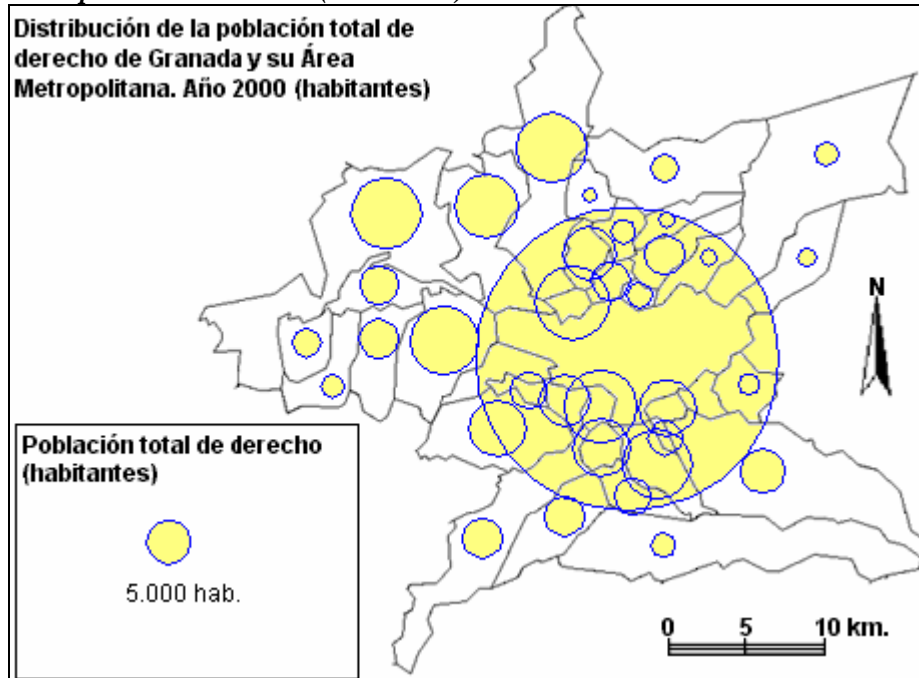 Distribución de la población total de
derecho de Granada y su Área
Metropolitana. Año 2000 (habitantes)
N
Población total de derecho
(habitantes)
5.000 hab.
0 5 10 km.